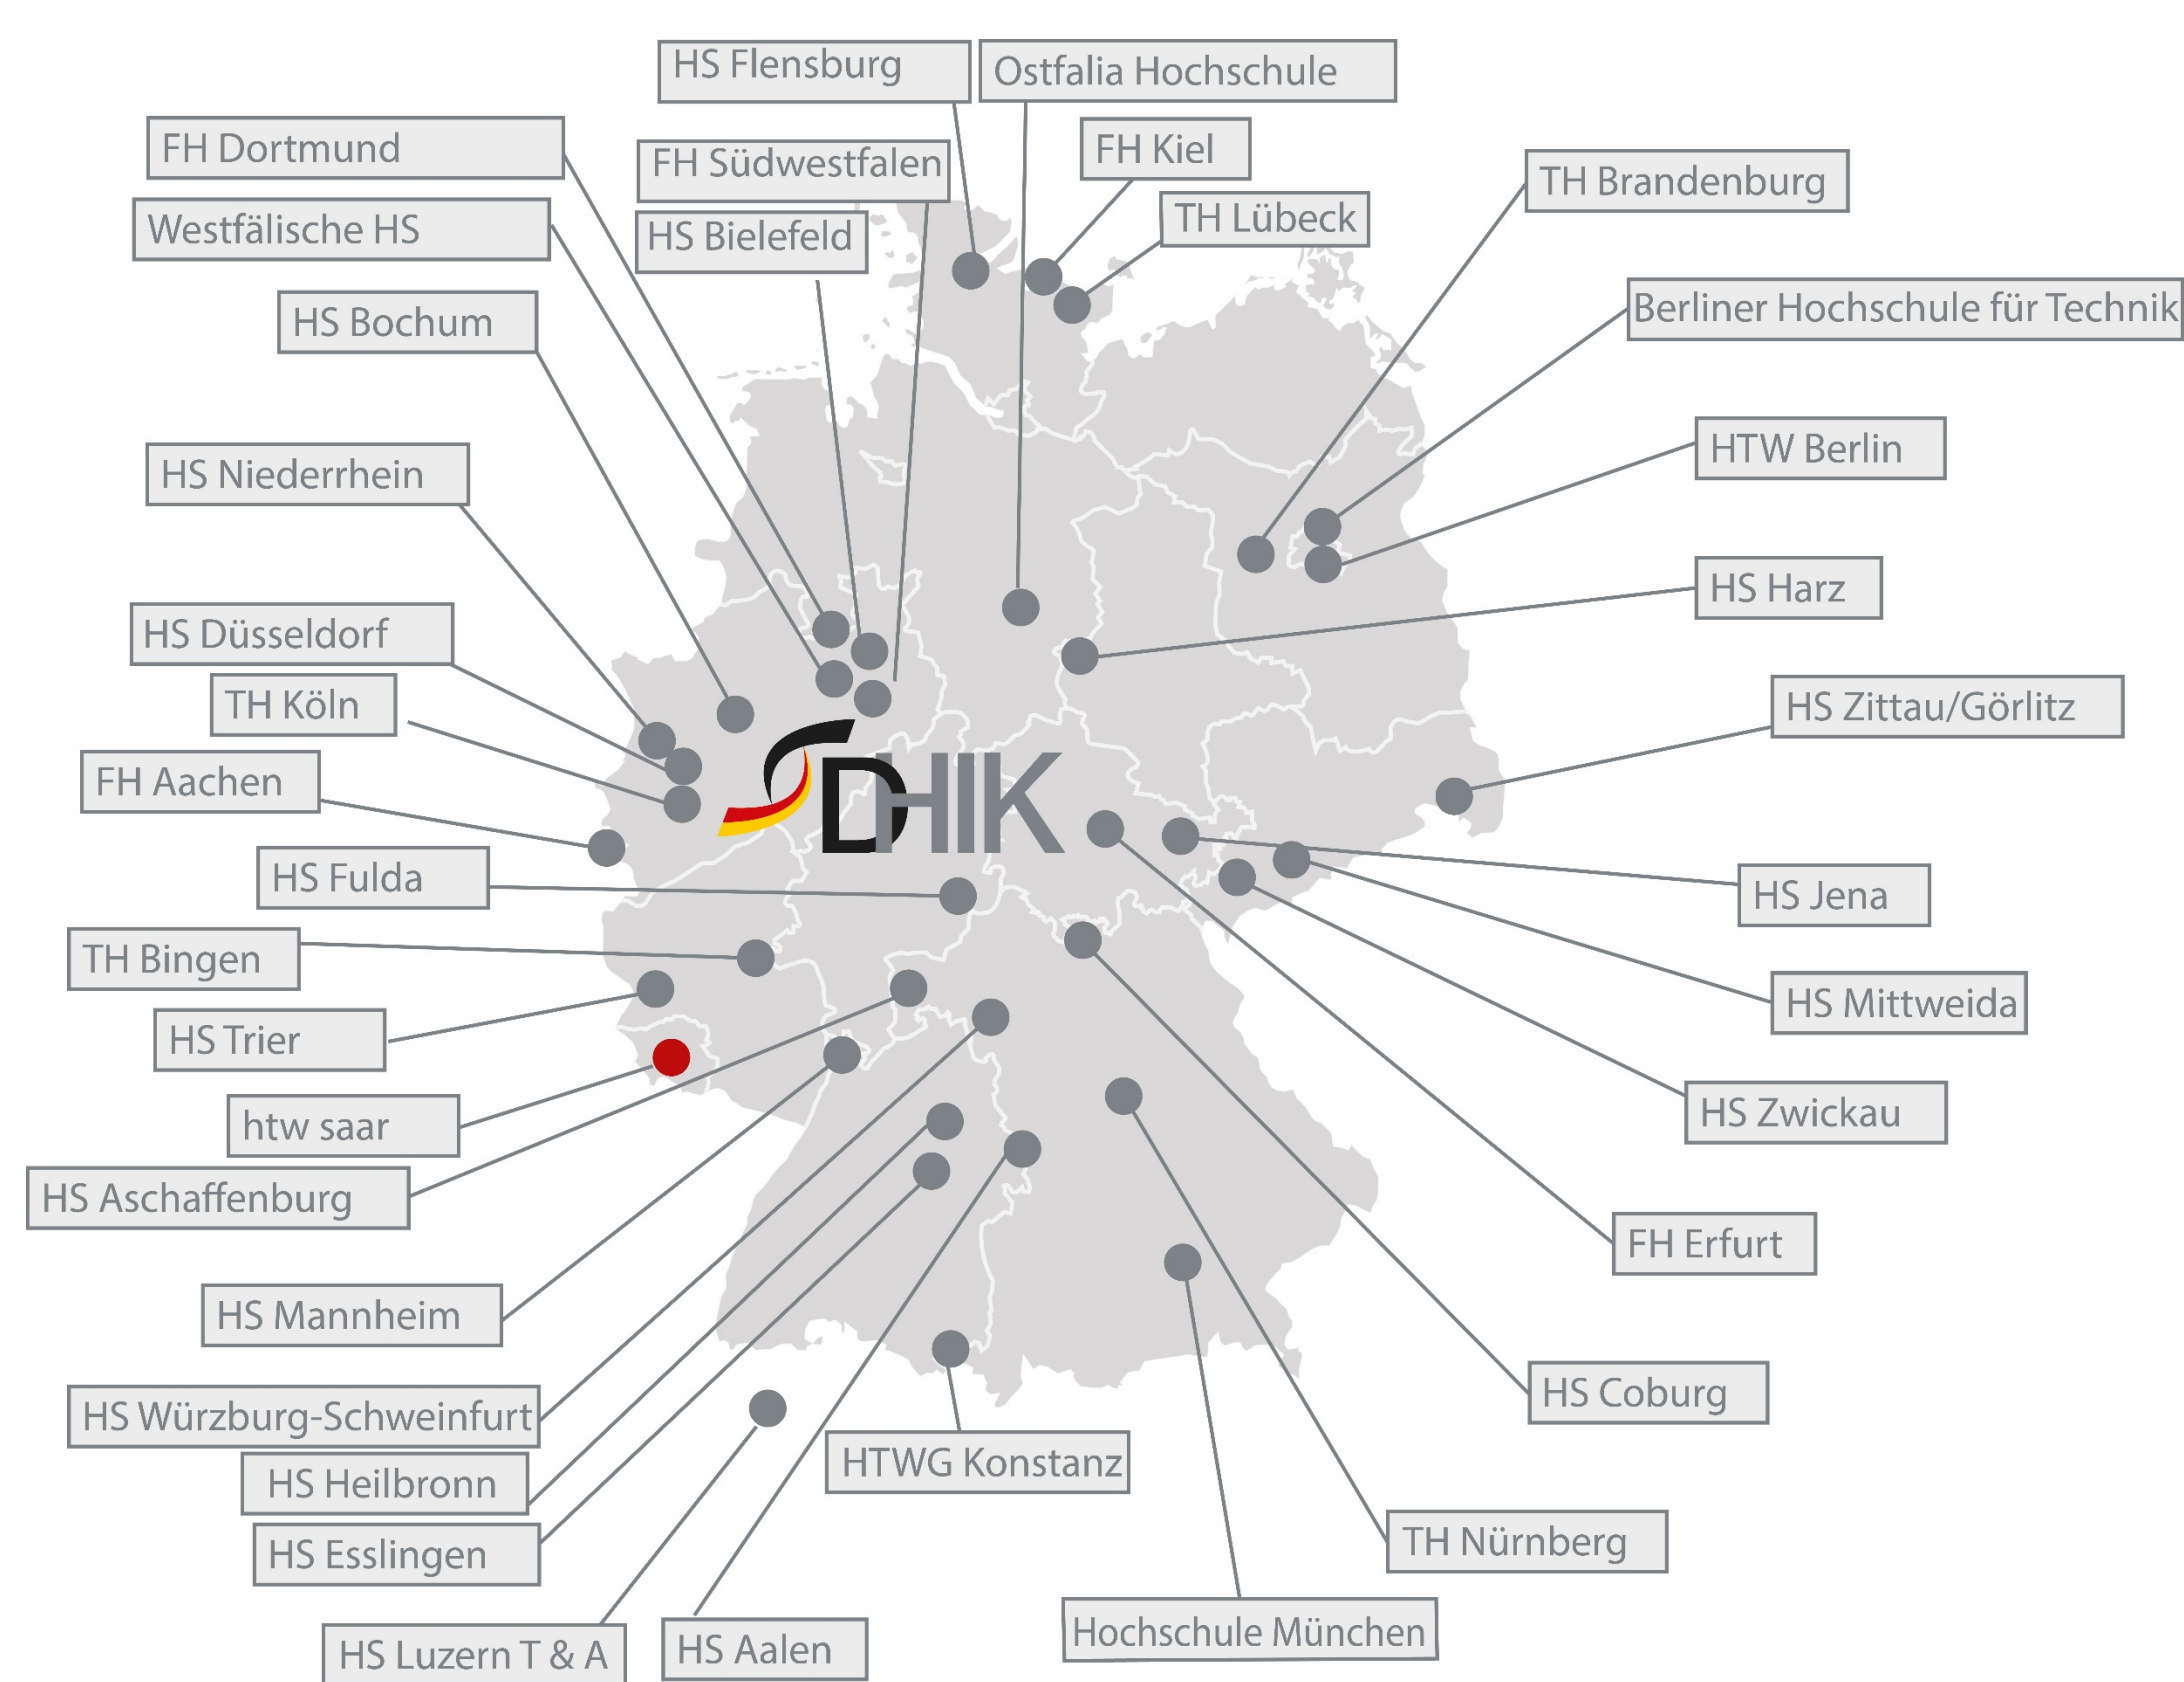 HS Flensburg
Ostfalia Hochschule
FH Dortmund
FH Südwestfalen
FH Kiel
TH Brandenburg
Westfälische HS
HS Bielefeld
TH Lübeck
HS Bochum
Berliner Hochschule für Technik
HS Niederrhein
HTW Berlin
HS Harz
HS Düsseldorf
TH Köln
HS Zittau/Görlitz
FH Aachen
DHIK
HS Fulda
HS Jena
TH Bingen
HS Mittweida
HS Trier
htw saar
HS Zwickau
HS Aschaffenburg
FH Erfurt
HS Mannheim
HS Coburg
HS Würzburg-Schweinfurt
HTWG Konstanz
HS Heilbronn
TH Nürnberg
HS Esslingen
Hochschule München
HS Luzern T & A
HS Aalen